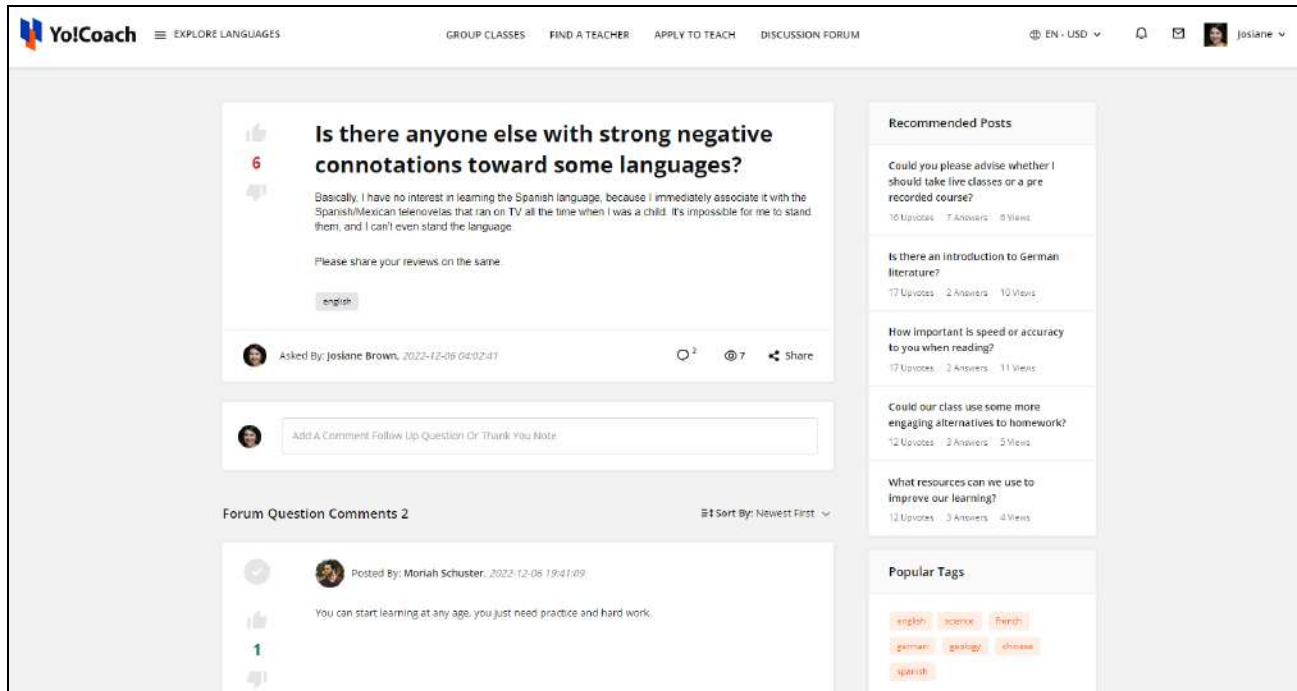 Yo!Coach
EXPLORE LANGUAGES
GROUP CLASSES
FIND A TEACHER
APPLY TO TEACH
DISCUSSION FORUM
EN - USD
Josiane
6
Is there anyone else with strong negative
connotations toward some languages?
Basically, I have no interest in learning the Spanish language, because I immediately associate it with the
Spanish/Mexican telenovelas that ran on TV all the time when I was a child. It's impossible for me to stand
them, and I can't even stand the language.
Please share your reviews on the same.
english
Asked By: Josiane Brown, 2022-12-06 04:02:41
2
7
Share
Add A Comment Follow Up Question Or Thank You Note
Forum Question Comments 2
Sort By: Newest First
Posted By: Moriah Schuster, 2022-12-06 19:41:09
You can start learning at any age, you just need practice and hard work.
1
Recommended Posts
Could you please advise whether I
should take live classes or a pre
recorded course?
16 Upvotes 7 Answers 6 Views
Is there an introduction to German
literature?
17 Upvotes 2 Answers 10 Views
How important is speed or accuracy
to you when reading?
17 Upvotes 2 Answers 11 Views
Could our class use some more
engaging alternatives to homework?
12 Upvotes 3 Answers 5 Views
What resources can we use to
improve our learning?
12 Upvotes 3 Answers 4 Views
Popular Tags
english science french
german geology chinese
spanish